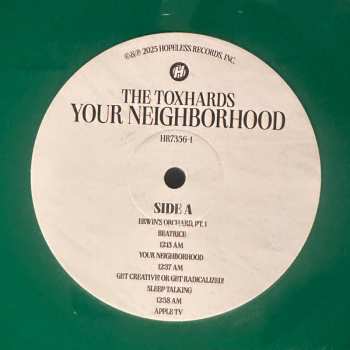 ©&℗ 2025 HOPELESS RECORDS, INC.
H
THE TOXHARDS
YOUR NEIGHBORHOOD
HR7356-1
SIDE A
ERWIN'S ORCHARD, PT. 1
BEATRICE
12:13 AM
YOUR NEIGHBORHOOD
12:37 AM
GET CREATIVE! OR GET RADICALIZED!
SLEEP TALKING
12:58 AM
APPLE TV